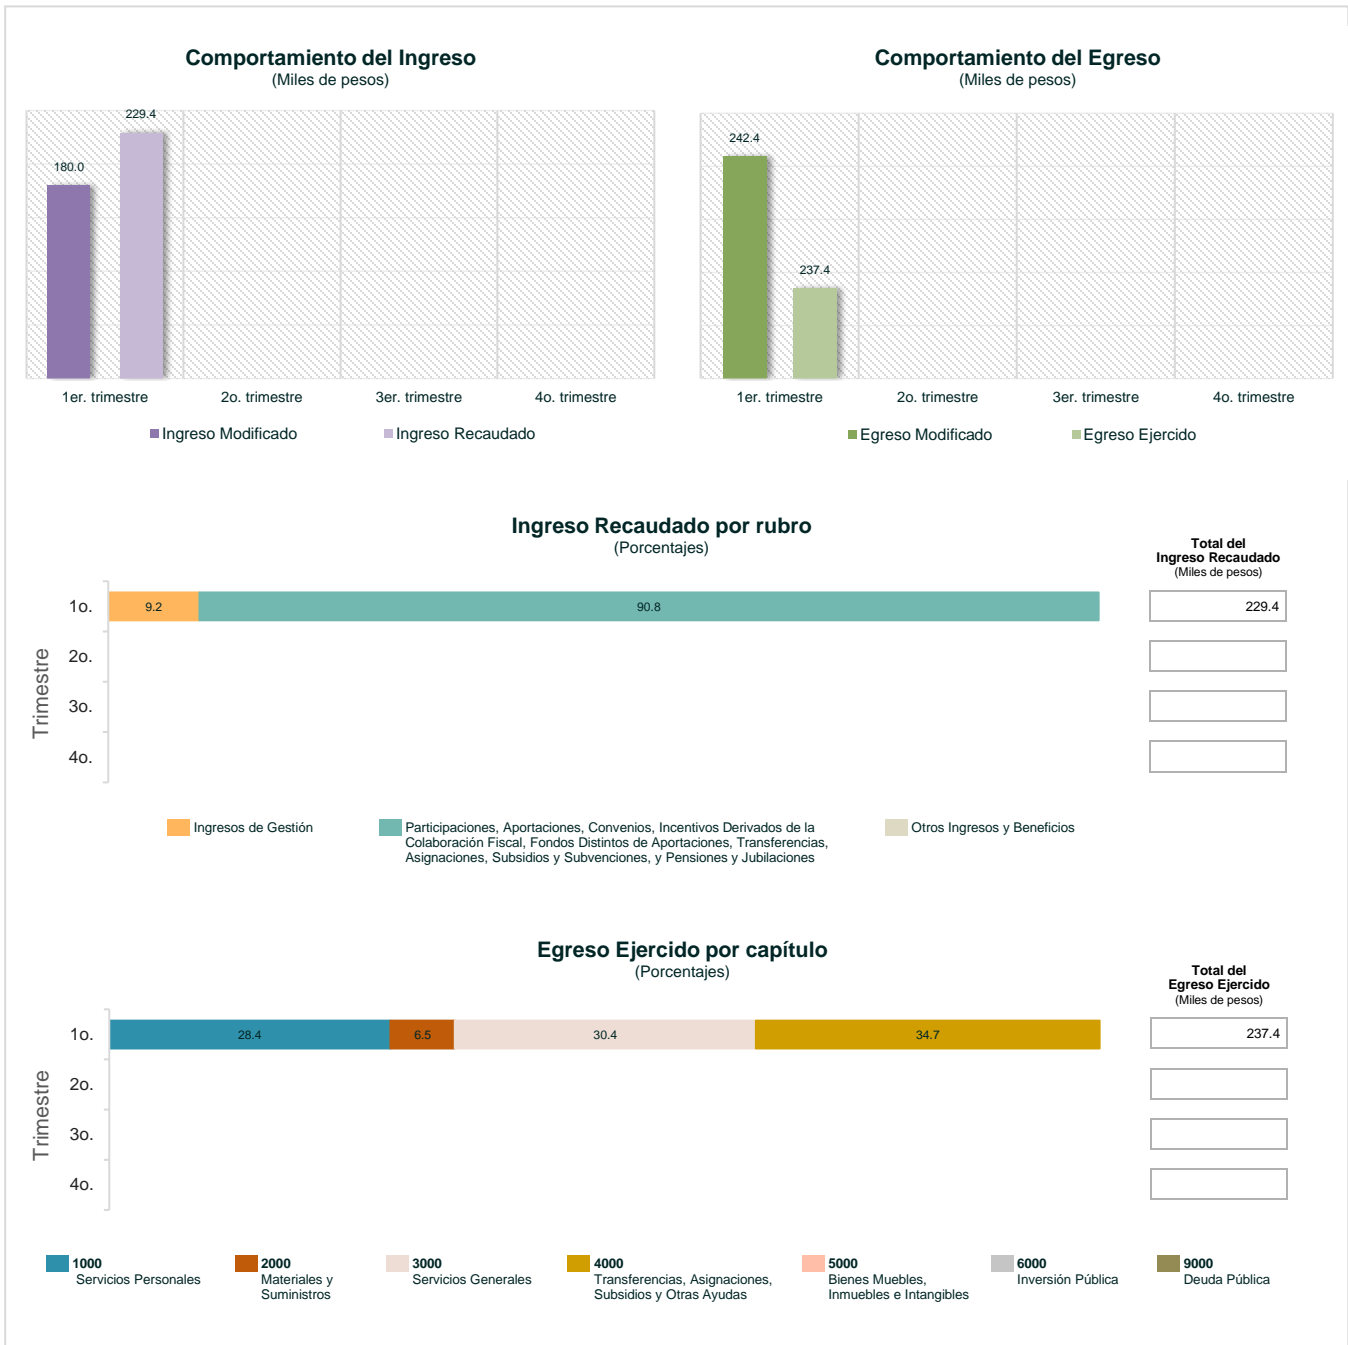 Comportamiento del Ingreso
(Miles de pesos)
229.4
180.0
1er. trimestre
2o. trimestre
3er. trimestre
4o. trimestre
Ingreso Modificado
Ingreso Recaudado
Comportamiento del Egreso
(Miles de pesos)
242.4
237.4
1er. trimestre
2o. trimestre
3er. trimestre
4o. trimestre
Egreso Modificado
Egreso Ejercido
Ingreso Recaudado por rubro
(Porcentajes)
Total del
Ingreso Recaudado
(Miles de pesos)
Trimestre
1o.
9.2
90.8
229.4
2o.
3o.
4o.
Ingresos de Gestión
Participaciones, Aportaciones, Convenios, Incentivos Derivados de la
Colaboración Fiscal, Fondos Distintos de Aportaciones, Transferencias,
Asignaciones, Subsidios y Subvenciones, y Pensiones y Jubilaciones
Otros Ingresos y Beneficios
Egreso Ejercido por capítulo
(Porcentajes)
Total del
Egreso Ejercido
(Miles de pesos)
Trimestre
1o.
28.4
6.5
30.4
34.7
237.4
2o.
3o.
4o.
1000
Servicios Personales
2000
Materiales y
Suministros
3000
Servicios Generales
4000
Transferencias, Asignaciones,
Subsidios y Otras Ayudas
5000
Bienes Muebles,
Inmuebles e Intangibles
6000
Inversión Pública
9000
Deuda Pública